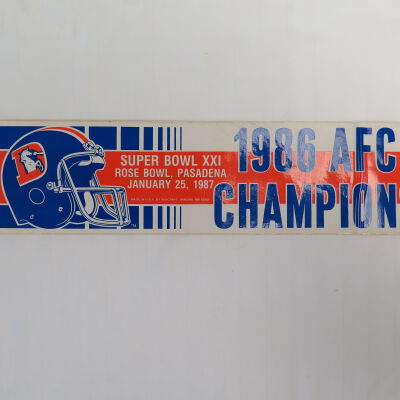 SUPER BOWL XXI
ROSE BOWL, PASADENA
JANUARY 25, 1987
1986 AFC
CHAMPION